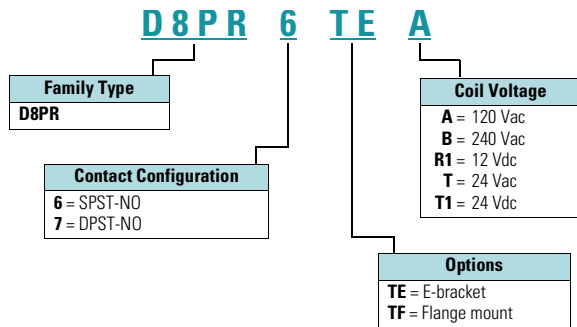 D8PR 6 TE A
Family Type
D8PR
Coil Voltage
A = 120 Vac
B = 240 Vac
R1 = 12 Vdc
T = 24 Vac
T1 = 24 Vdc
Contact Configuration
6 = SPST-NO
7 = DPST-NO
Options
TE = E-bracket
TF = Flange mount